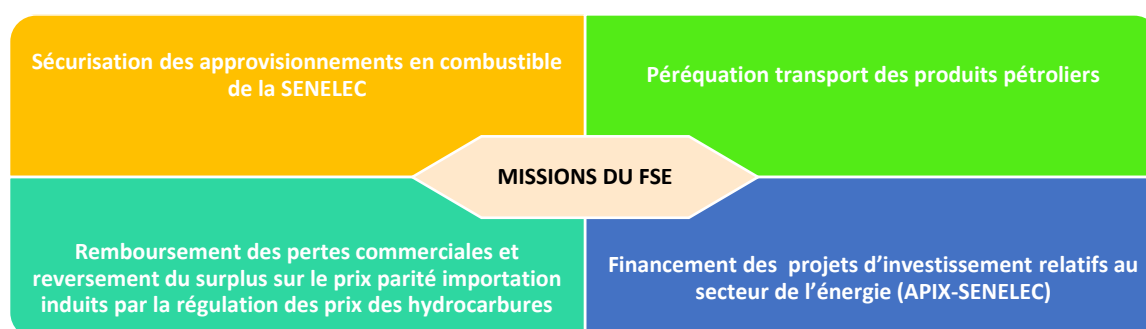 Sécurisation des approvisionnements en combustible
de la SENELEC
Péréquation transport des produits pétroliers
MISSIONS DU FSE
Remboursement des pertes commerciales et
reversement du surplus sur le prix parité importation
induits par la régulation des prix des hydrocarbures
Financement des projets d’investissement relatifs au
secteur de l’énergie (APIX-SENELEC)